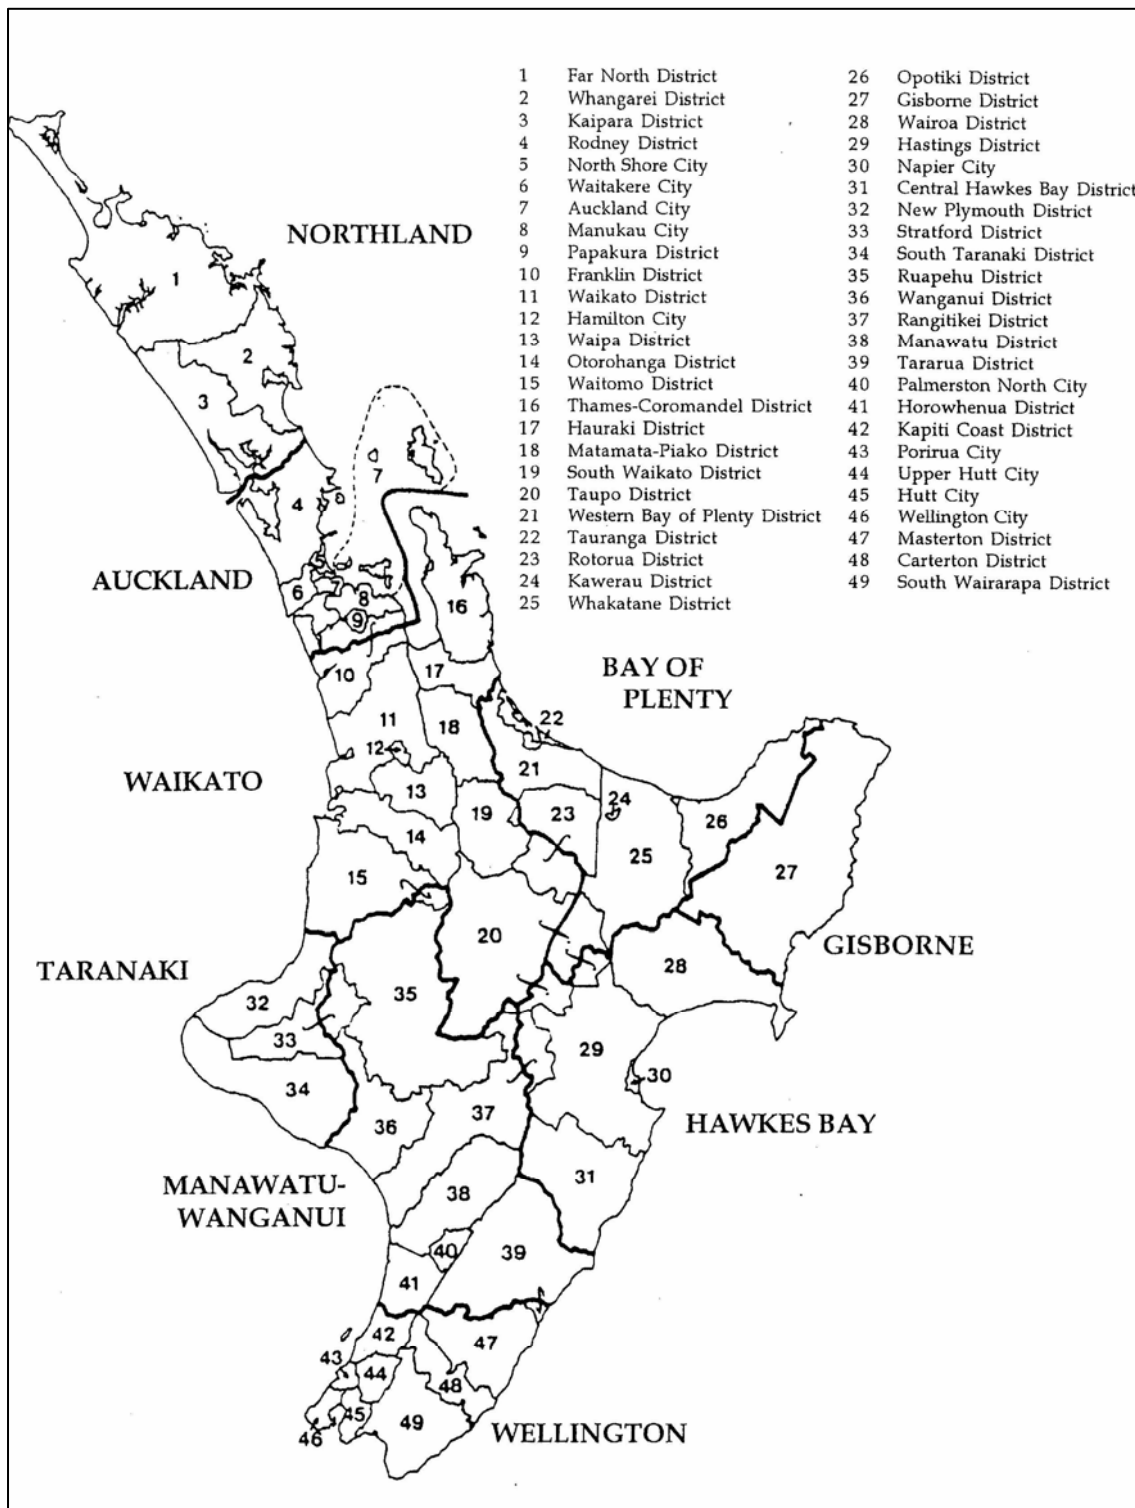 1 Far North District
2 Whangarei District
3 Kaipara District
4 Rodney District
5 North Shore City
6 Waitakere City
7 Auckland City
8 Manukau City
9 Papakura District
10 Franklin District
11 Waikato District
12 Hamilton City
13 Waipa District
14 Otorohanga District
15 Waitomo District
16 Thames-Coromandel District
17 Hauraki District
18 Matamata-Piako District
19 South Waikato District
20 Taupo District
21 Western Bay of Plenty District
22 Tauranga District
23 Rotorua District
24 Kawerau District
25 Whakatane District
26 Opotiki District
27 Gisborne District
28 Wairoa District
29 Hastings District
30 Napier City
31 Central Hawkes Bay District
32 New Plymouth District
33 Stratford District
34 South Taranaki District
35 Ruapehu District
36 Wanganui District
37 Rangitikei District
38 Manawatu District
39 Tararua District
40 Palmerston North City
41 Horowhenua District
42 Kapiti Coast District
43 Porirua City
44 Upper Hutt City
45 Hutt City
46 Wellington City
47 Masterton District
48 Carterton District
49 South Wairarapa District
NORTHLAND
1
2
3
7
4
AUCKLAND
5
6
7
8
9
16
10
17
BAY OF
PLENTY
11
18
22
12
21
WAIKATO
13
19
23
24
26
14
25
15
27
20
GISBORNE
TARANAKI
28
32
35
33
29
34
30
36
37
HAWKES BAY
MANAWATU-
WANGANUI
38
31
40
39
41
42
47
43
44
48
45
49
46
WELLINGTON